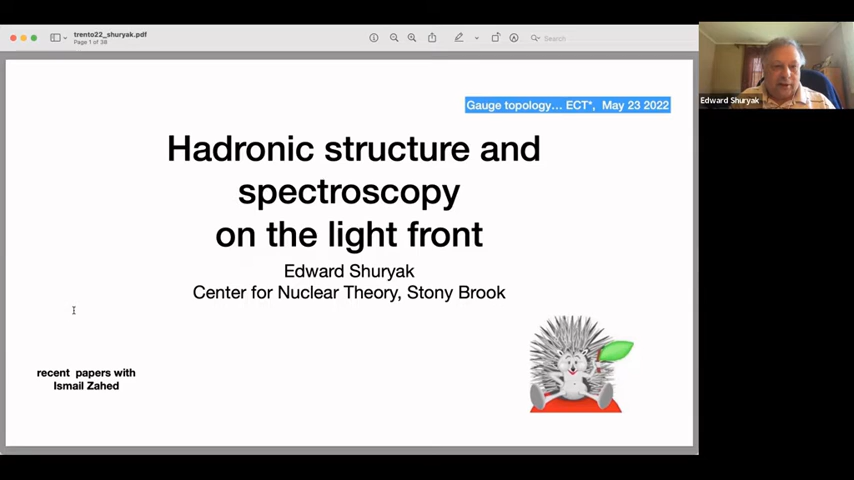 trento22_shuryak.pdf
Page 1 of 38
Search
Gauge topology... ECT*, May 23 2022
Hadronic structure and
spectroscopy
on the light front
Edward Shuryak
Center for Nuclear Theory, Stony Brook
recent papers with
Ismail Zahed
Edward Shuryak